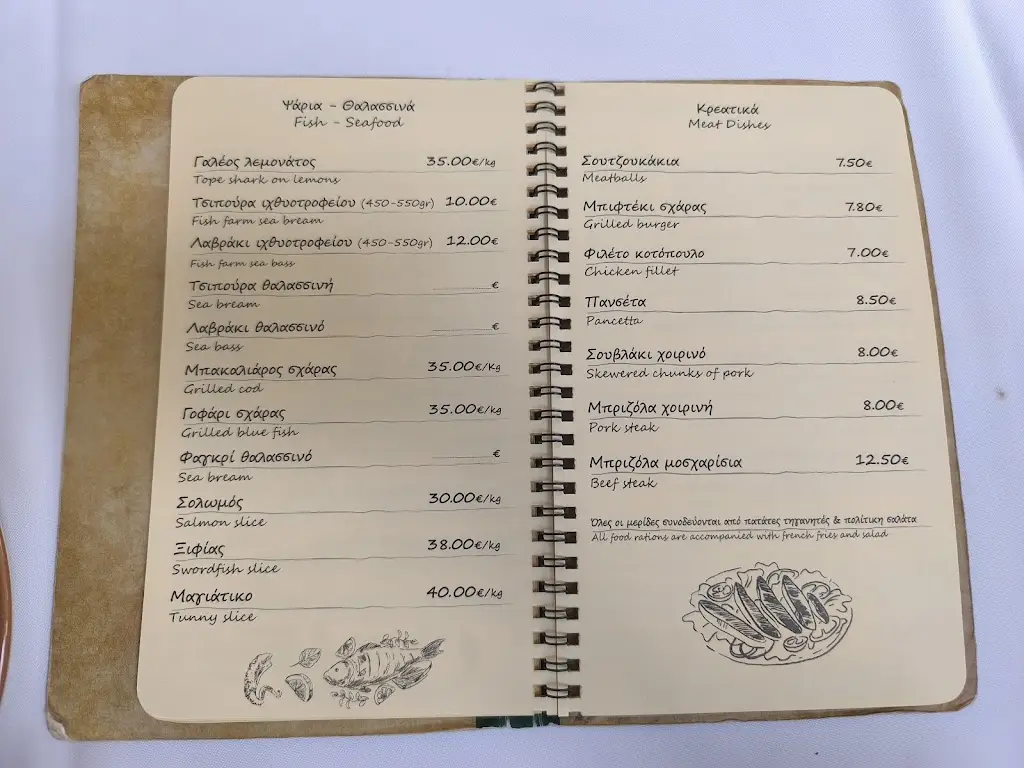 Ψάρια - Θαλασσινά
Fish - Seafood
Γαλέος λεμονάτος 35.00€/kg
Tope shark on lemons
Τσιπούρα ιχθυοτροφείου (450-550gr) 10.00€
Fish farm sea bream
Λαβράκι ιχθυοτροφείου (450-550gr) 12.00€
Fish farm sea bass
Τσιπούρα θαλασσινή €
Sea bream
Λαβράκι θαλασσινό €
Sea bass
Μπακαλιάρος σχάρας 35.00€/kg
Grilled cod
Γοφάρι σχάρας 35.00€/kg
Grilled blue fish
Φαγκρί θαλασσινό €
Sea bream
Σολωμός 30.00€/kg
Salmon slice
Ξιφίας 38.00€/kg
Swordfish slice
Μαγιάτικο 40.00€/kg
Tunny slice
Κρεατικά
Meat Dishes
Σουτζουκάκια 7.50€
Meatballs
Μπιφτέκι σχάρας 7.80€
Grilled burger
Φιλέτο κοτόπουλο 7.00€
Chicken fillet
Πανσέτα 8.50€
Pancetta
Σουβλάκι χοιρινό 8.00€
Skewered chunks of pork
Μπριζόλα χοιρινή 8.00€
Pork steak
Μπριζόλα μοσχαρίσια 12.50€
Beef steak
Όλες οι μερίδες συνοδεύονται από πατάτες τηγανητές & πολίτικη σαλάτα
All food rations are accompanied with french fries and salad